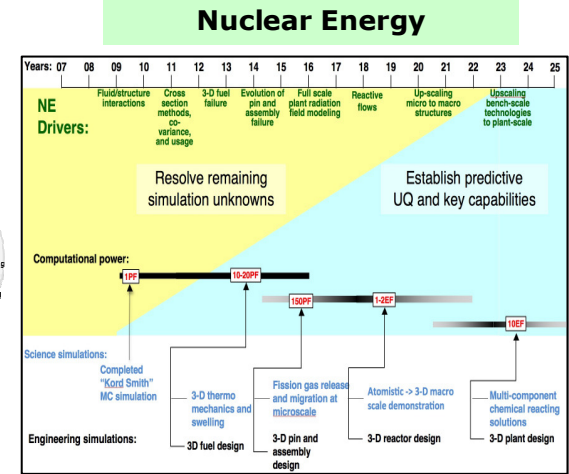 Nuclear Energy
Years: 07 08 09 10 11 12 13 14 15 16 17 18 19 20 21 22 23 24 25
NE
Drivers:
Fluid/structure
interactions
Cross
section
methods,
co-
variance,
and usage
3-D fuel
failure
Evolution of
pin and
assembly
failure
Full scale
plant radiation
field modeling
Reactive
flows
Up-scaling
micro to macro
structures
Upscaling
bench-scale
technologies
to plant-scale
Resolve remaining
simulation unknowns
Establish predictive
UQ and key capabilities
Computational power:
1PF
10-20PF
150PF
1-2EF
10EF
Science simulations:
Completed
"Kord Smith"
MC simulation
3-D thermo
mechanics and
swelling
Fission gas release
and migration at
microscale
Atomistic -> 3-D macro
scale demonstration
Multi-component
chemical reacting
solutions
Engineering simulations:
3D fuel design
3-D pin and
assembly
design
3-D reactor design
3-D plant design